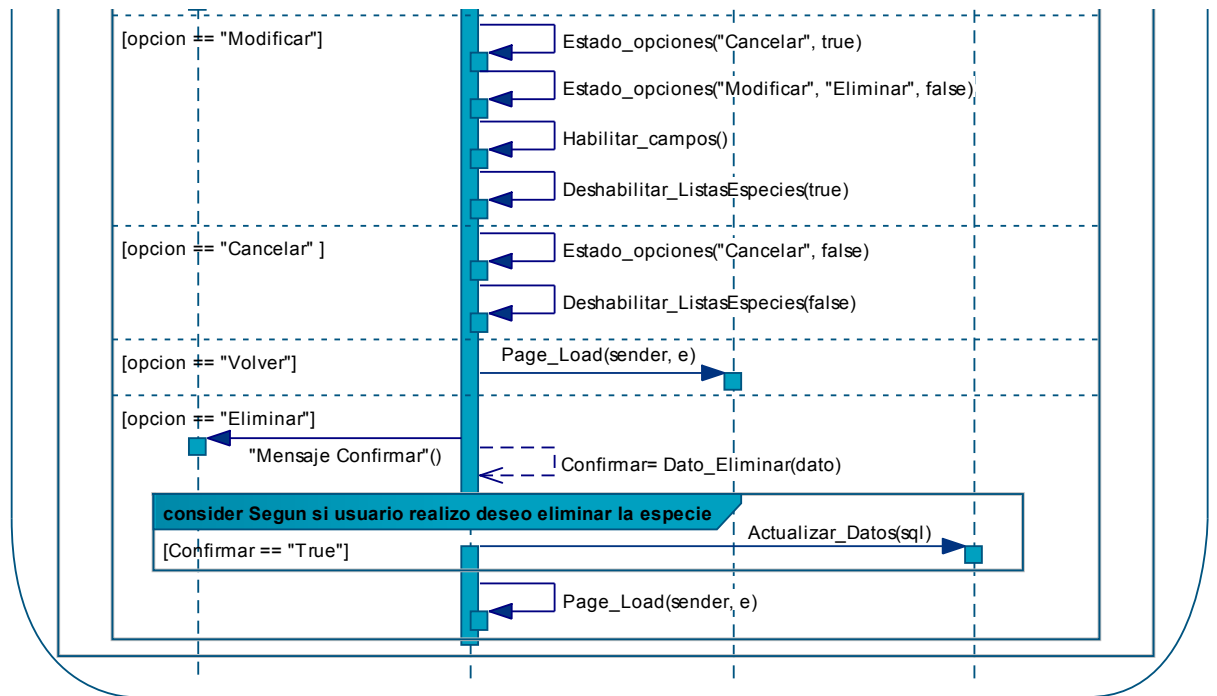 [opcion == "Modificar"]
Estado_opciones("Cancelar", true)
Estado_opciones("Modificar", "Eliminar", false)
Habilitar_campos()
Deshabilitar_ListasEspecies(true)
[opcion == "Cancelar" ]
Estado_opciones("Cancelar", false)
Deshabilitar_ListasEspecies(false)
[opcion == "Volver"]
Page_Load(sender, e)
[opcion == "Eliminar"]
"Mensaje Confirmar"()
Confirmar= Dato_Eliminar(dato)
consider Segun si usuario realizo deseo eliminar la especie
[Confirmar == "True"]
Actualizar_Datos(sql)
Page_Load(sender, e)